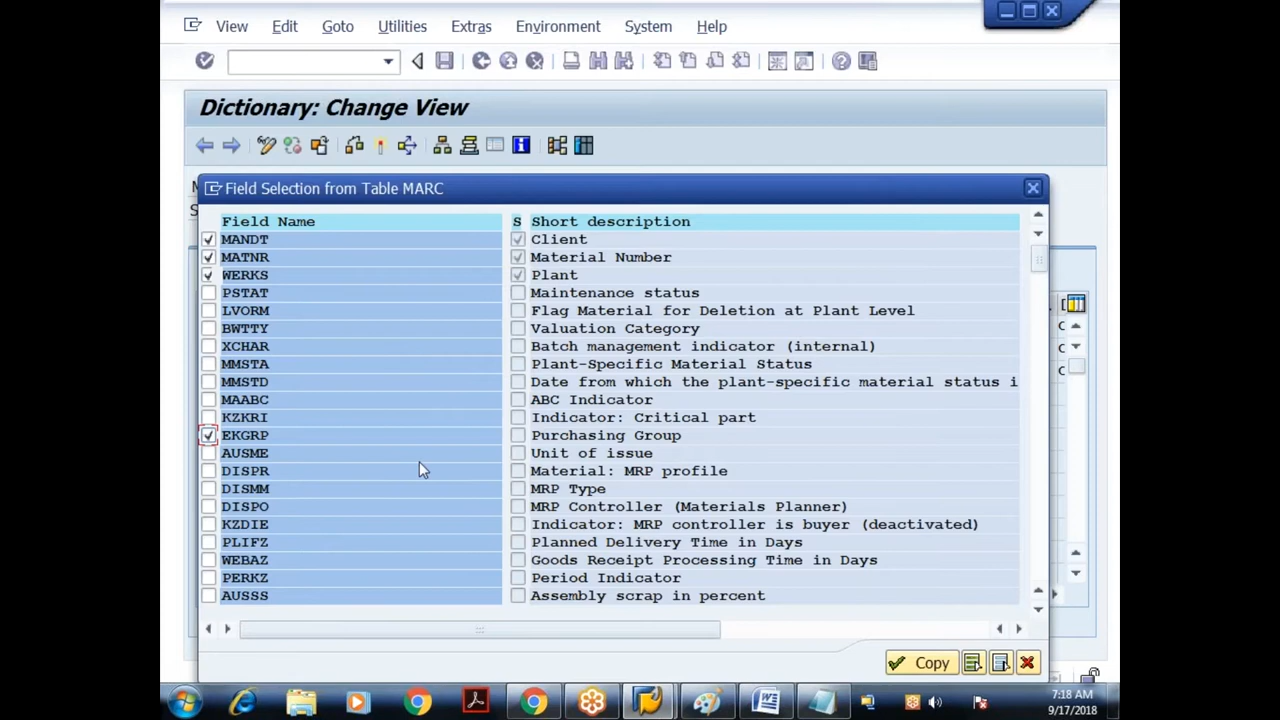 View Edit Goto Utilities Extras Environment System Help
Dictionary: Change View
Field Selection from Table MARC
Field Name S Short description
MANDT Client
MATNR Material Number
WERKS Plant
PSTAT Maintenance status
LVORM Flag Material for Deletion at Plant Level
BWTTY Valuation Category
XCHAR Batch management indicator (internal)
MMSTA Plant-Specific Material Status
MMSTD Date from which the plant-specific material status i
MAABC ABC Indicator
KZKRI Indicator: Critical part
EKGRP Purchasing Group
AUSME Unit of issue
DISPR Material: MRP profile
DISMM MRP Type
DISPO MRP Controller (Materials Planner)
KZDIE Indicator: MRP controller is buyer (deactivated)
PLIFZ Planned Delivery Time in Days
WEBAZ Goods Receipt Processing Time in Days
PERKZ Period Indicator
AUSSS Assembly scrap in percent
Copy
7:18 AM
9/17/2018